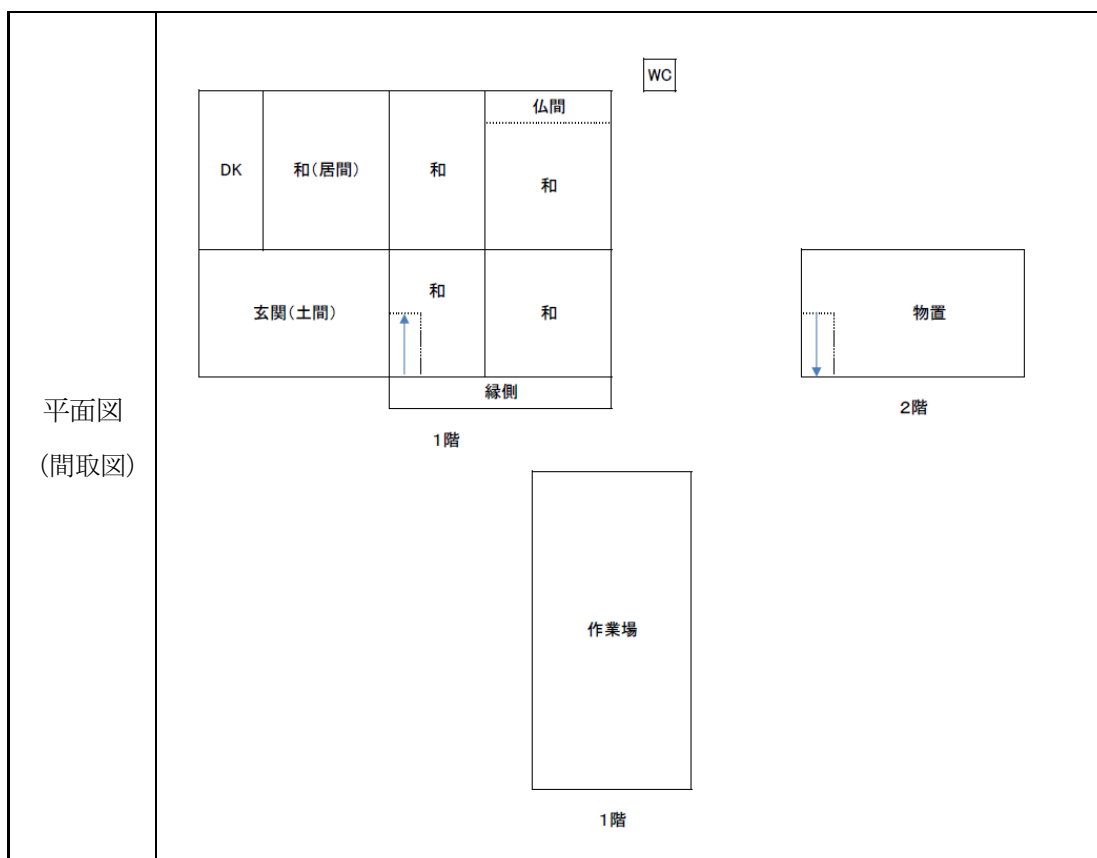 平面図
(間取図)
WC
仏間
DK
和(居間)
和
和
和
玄関(土間)
和
物置
縁側
2階
1階
作業場
1階